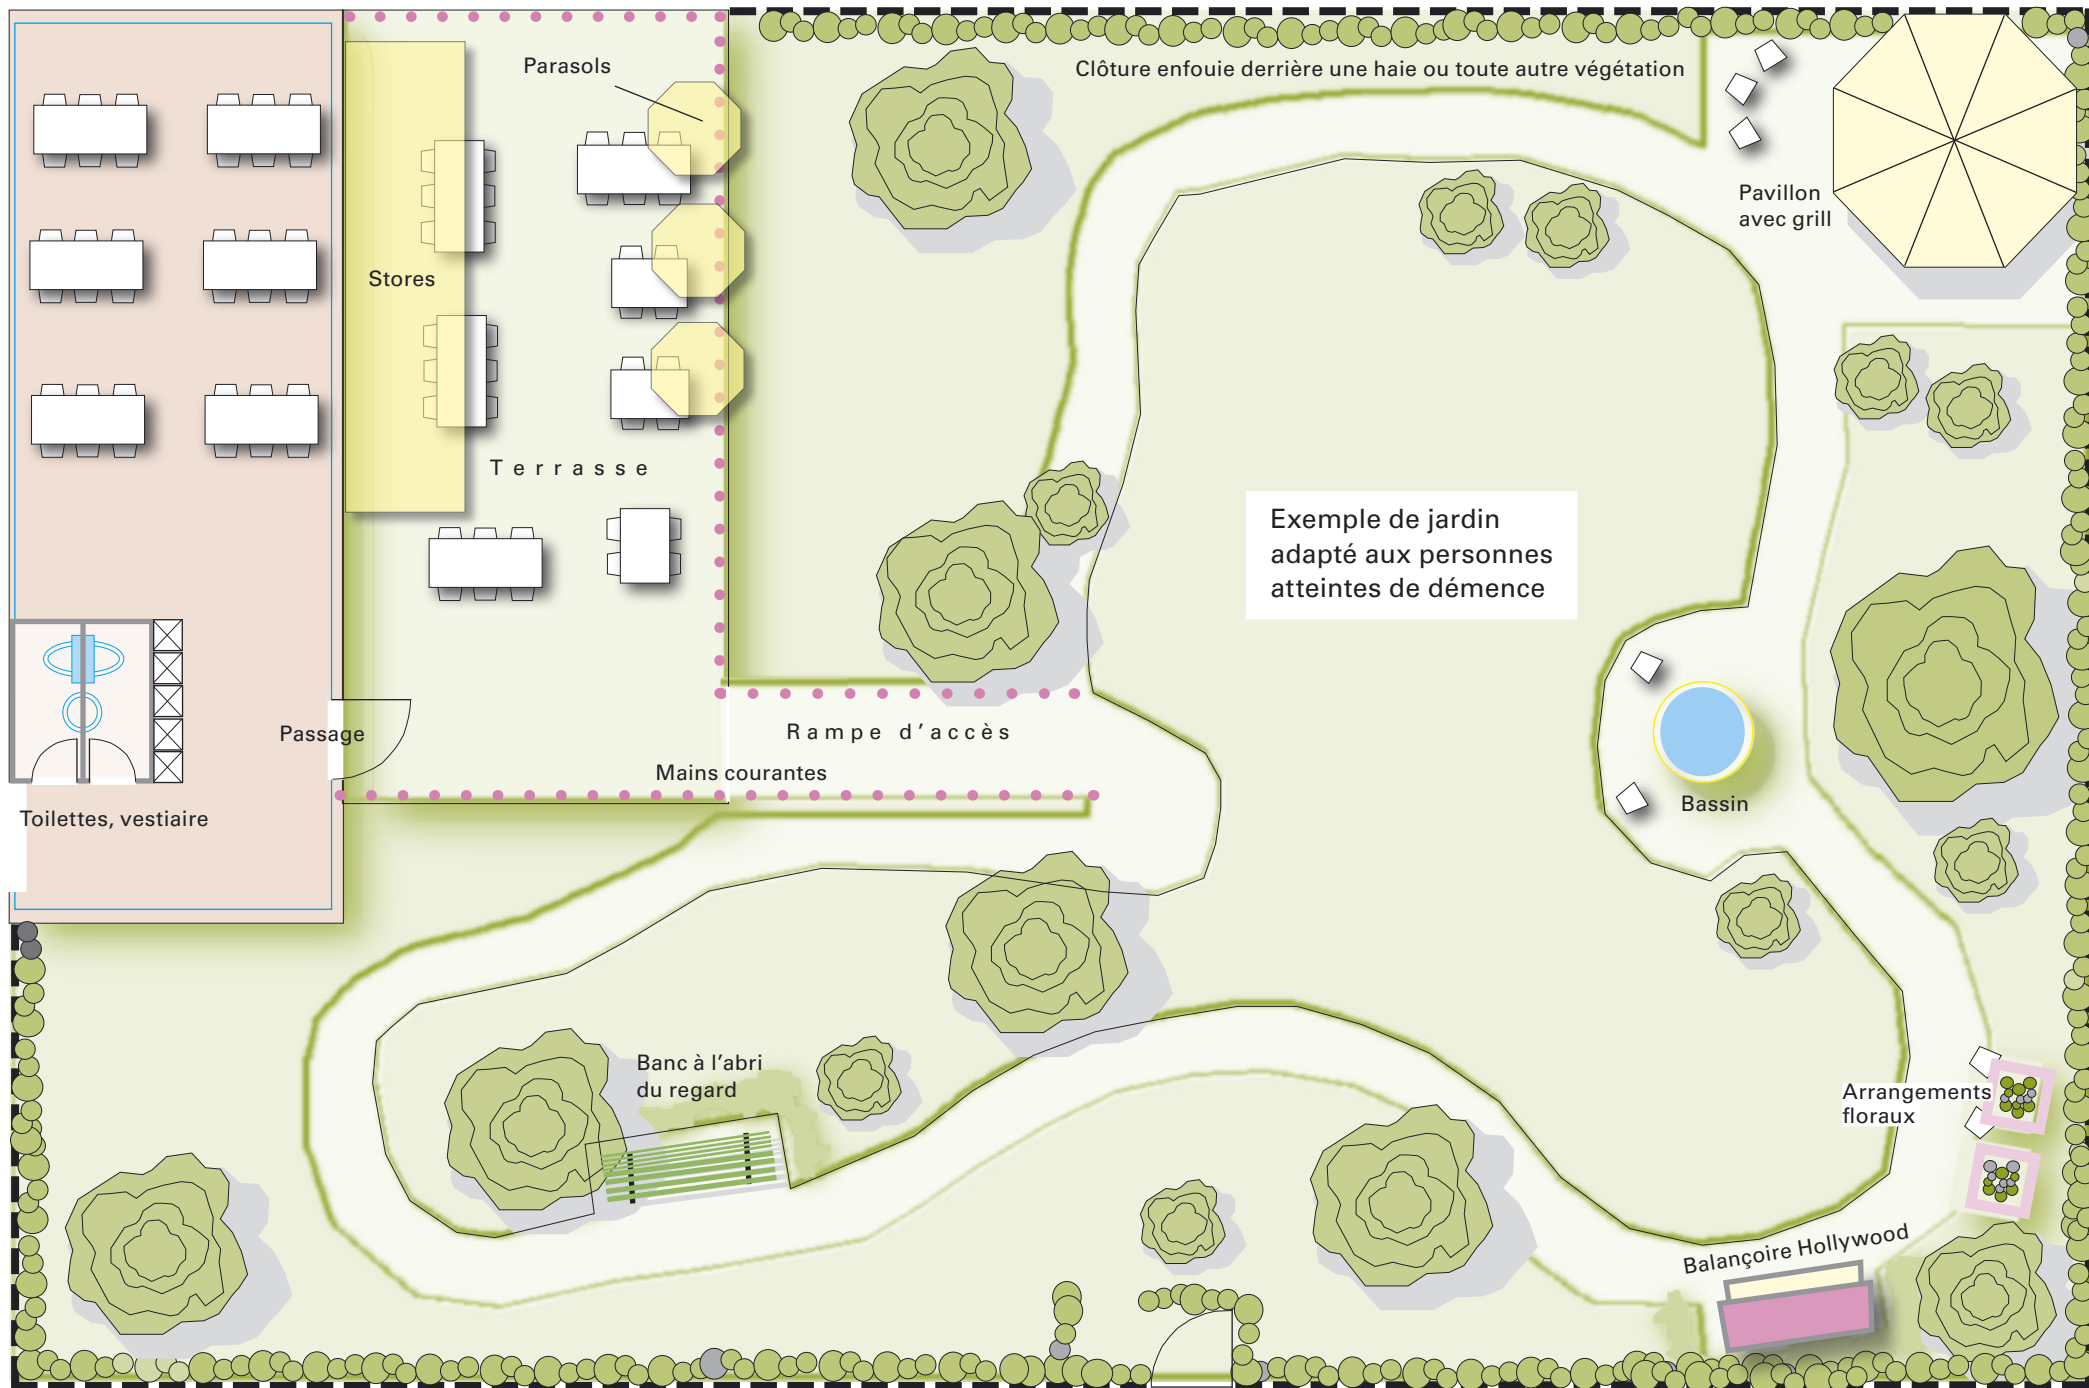 Parasols
Clôture enfouie derrière une haie ou toute autre végétation
Pavillon
avec grill
Stores
Terrasse
Exemple de jardin
adapté aux personnes
atteintes de démence
Passage
Rampe d’accès
Mains courantes
Bassin
Toilettes, vestiaire
Banc à l’abri
du regard
Arrangements
floraux
Balançoire Hollywood